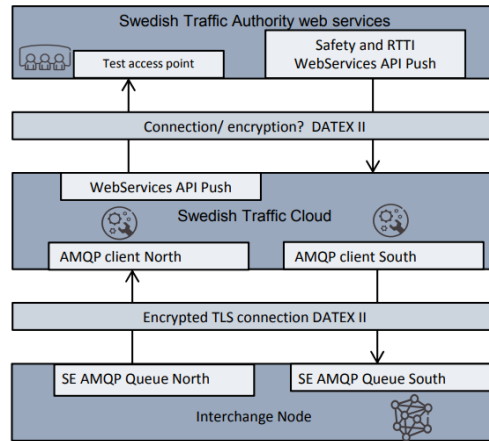 Swedish Traffic Authority web services
Test access point
Safety and RTTI
WebServices API Push
Connection/ encryption? DATEX II
WebServices API Push
Swedish Traffic Cloud
AMQP client North
AMQP client South
Encrypted TLS connection DATEX II
SE AMQP Queue North
SE AMQP Queue South
Interchange Node